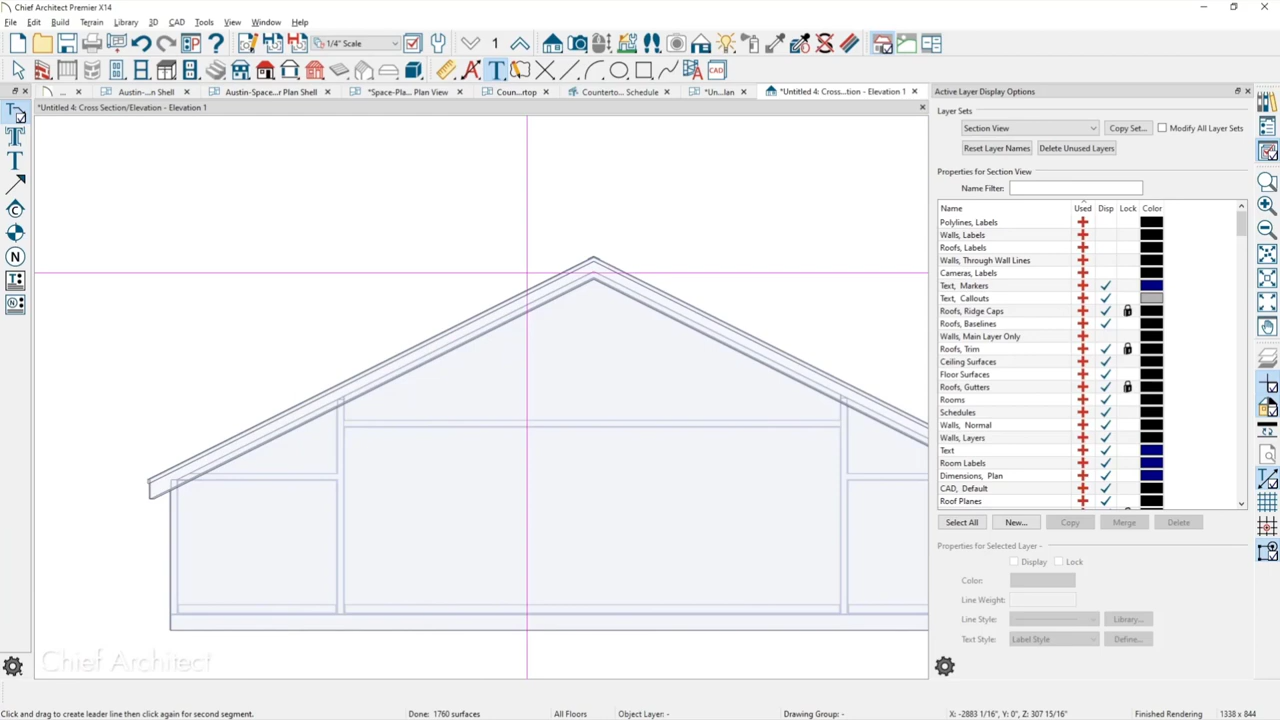 Chief Architect Premier X14
File Edit Build Terrain Library 3D CAD Tools View Window Help
1/4" Scale 1
T CAD
... Austin-...n Shell Austin-Space...r Plan Shell *Space-Pla... Plan View Coun...rtop Counterto... Schedule *Un...lan *Untitled 4: Cross...tion - Elevation 1
*Untitled 4: Cross Section/Elevation - Elevation 1
Active Layer Display Options
Layer Sets
Section View Copy Set... Modify All Layer Sets
Reset Layer Names Delete Unused Layers
Properties for Section View
Name Filter:
Name Used Disp Lock Color
Polylines, Labels
Walls, Labels
Roofs, Labels
Walls, Through Wall Lines
Cameras, Labels
Text, Markers
Text, Callouts
Roofs, Ridge Caps
Roofs, Baselines
Walls, Main Layer Only
Roofs, Trim
Ceiling Surfaces
Floor Surfaces
Roofs, Gutters
Rooms
Schedules
Walls, Normal
Walls, Layers
Text
Room Labels
Dimensions, Plan
CAD, Default
Roof Planes
Select All New... Copy Merge Delete
Properties for Selected Layer -
Display Lock
Color:
Line Weight:
Line Style: Library...
Text Style: Label Style Define...
Chief Architect
Click and drag to create leader line then click again for second segment. Done: 1760 surfaces All Floors Object Layer: - Drawing Group: - X: -2883 1/16", Y: 0", Z: 307 15/16" Finished Rendering 1338 x 844